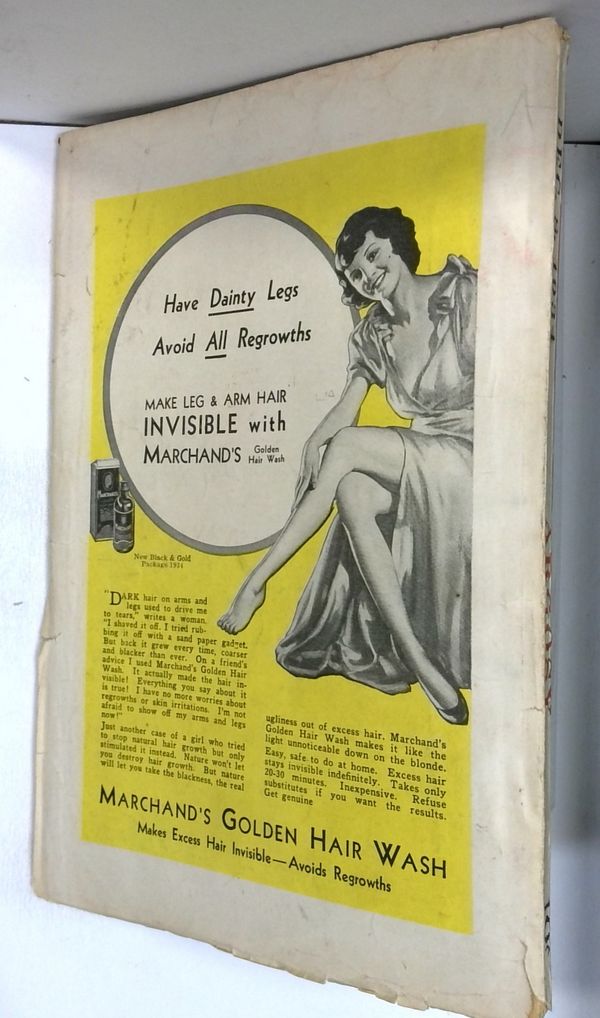 Have Dainty Legs
Avoid All Regrowths
MAKE LEG & ARM HAIR
INVISIBLE with
MARCHAND'S Golden Hair Wash
MARCHAND'S
New Black & Gold
Package 1934
"DARK hair on arms and
legs used to drive me
to tears," writes a woman.
"I shaved it off. I tried rub-
bing it off with a sand paper gadget.
But back it grew every time, coarser
and blacker than ever. On a friend's
advice I used Marchand's Golden Hair
Wash. It actually made the hair in-
visible! Everything you say about it
is true! I have no more worries about
regrowths or skin irritations. I'm not
afraid to show off my arms and legs
now!"
Just another case of a girl who tried
to stop natural hair growth but only
stimulated it instead. Nature won't let
you destroy hair growth. But nature
will let you take the blackness, the real
ugliness out of excess hair. Marchand's
Golden Hair Wash makes it like the
light unnoticeable down on the blonde.
Easy, safe to do at home. Excess hair
stays invisible indefinitely. Takes only
20-30 minutes. Inexpensive. Refuse
substitutes if you want the results.
Get genuine
MARCHAND'S GOLDEN HAIR WASH
Makes Excess Hair Invisible—Avoids Regrowths
ARGOSY
10c